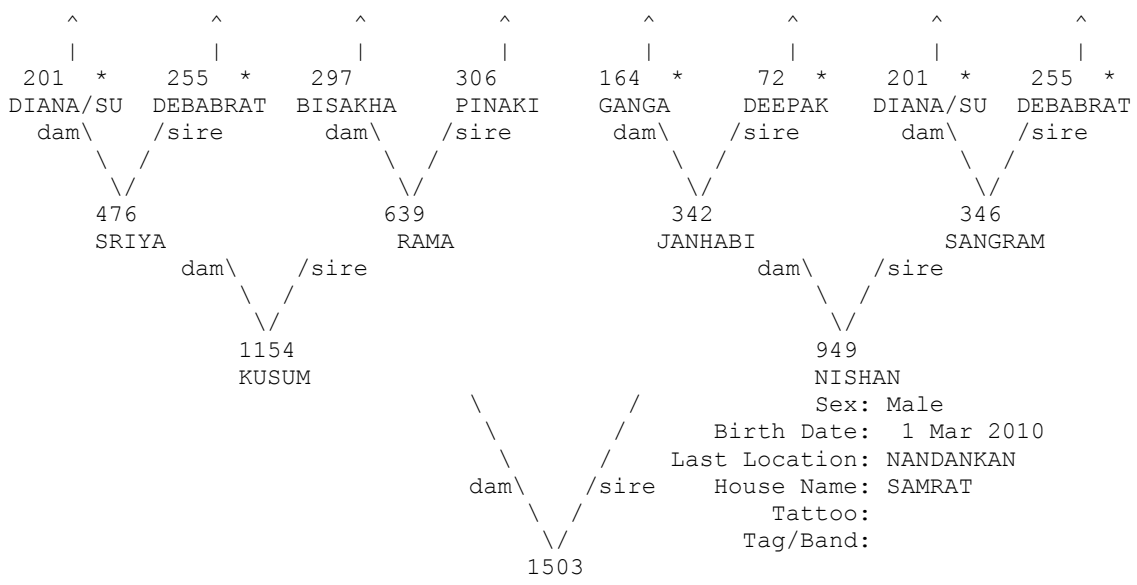 ^ ^ ^ ^ ^ ^ ^ ^
| | | | | | | |
201 * 255 * 297 306 164 * 72 * 201 * 255 *
DIANA/SU DEBABRAT BISAKHA PINAKI GANGA DEEPAK DIANA/SU DEBABRAT
dam\ /sire dam\ /sire dam\ /sire dam\ /sire
\ / \ / \ / \ /
\/ \/ \/ \/
476 639 342 346
SRIYA RAMA JANHABI SANGRAM
dam\ /sire dam\ /sire
\ / \ /
\/ \/
1154 949
KUSUM NISHAN
\ / Sex: Male
\ / Birth Date: 1 Mar 2010
\ / Last Location: NANDANKAN
dam\ /sire House Name: SAMRAT
\ / Tattoo:
\/ Tag/Band:
1503